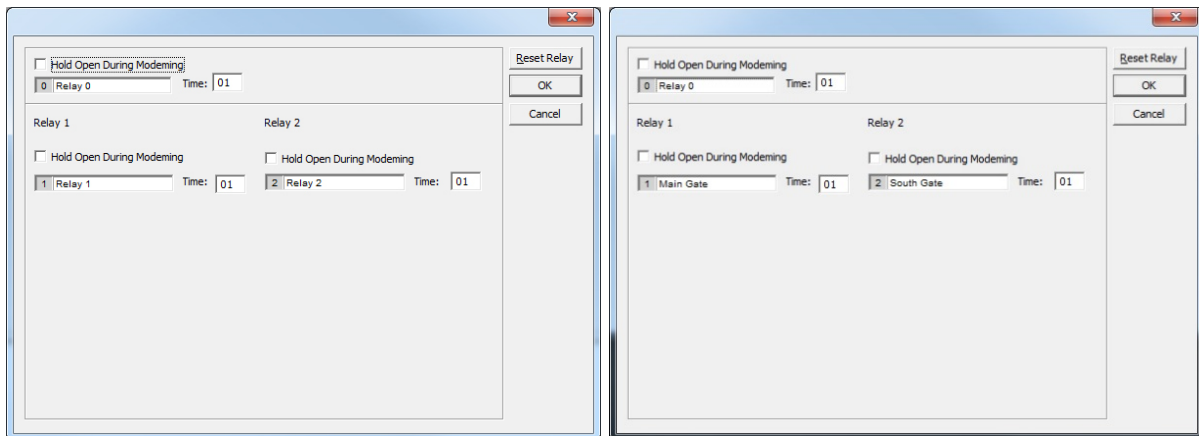 Hold Open During Modeming
0 Relay 0 Time: 01
Relay 1 Relay 2
Hold Open During Modeming Hold Open During Modeming
1 Relay 1 Time: 01 2 Relay 2 Time: 01
Reset Relay
OK
Cancel
Hold Open During Modeming
0 Relay 0 Time: 01
Relay 1 Relay 2
Hold Open During Modeming Hold Open During Modeming
1 Main Gate Time: 01 2 South Gate Time: 01
Reset Relay
OK
Cancel